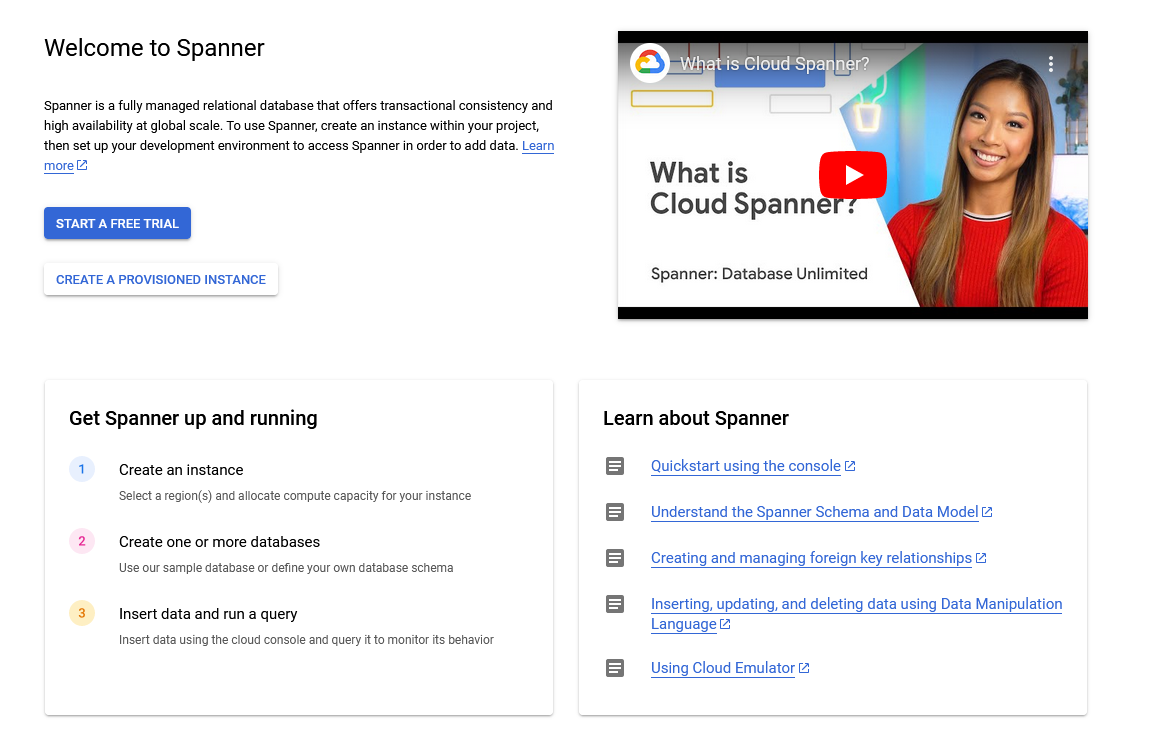 Welcome to Spanner
Spanner is a fully managed relational database that offers transactional consistency and
high availability at global scale. To use Spanner, create an instance within your project,
then set up your development environment to access Spanner in order to add data. Learn
more
START A FREE TRIAL
CREATE A PROVISIONED INSTANCE
What is Cloud Spanner?
What is
Cloud Spanner?
Spanner: Database Unlimited
Get Spanner up and running
1 Create an instance
Select a region(s) and allocate compute capacity for your instance
2 Create one or more databases
Use our sample database or define your own database schema
3 Insert data and run a query
Insert data using the cloud console and query it to monitor its behavior
Learn about Spanner
Quickstart using the console
Understand the Spanner Schema and Data Model
Creating and managing foreign key relationships
Inserting, updating, and deleting data using Data Manipulation
Language
Using Cloud Emulator